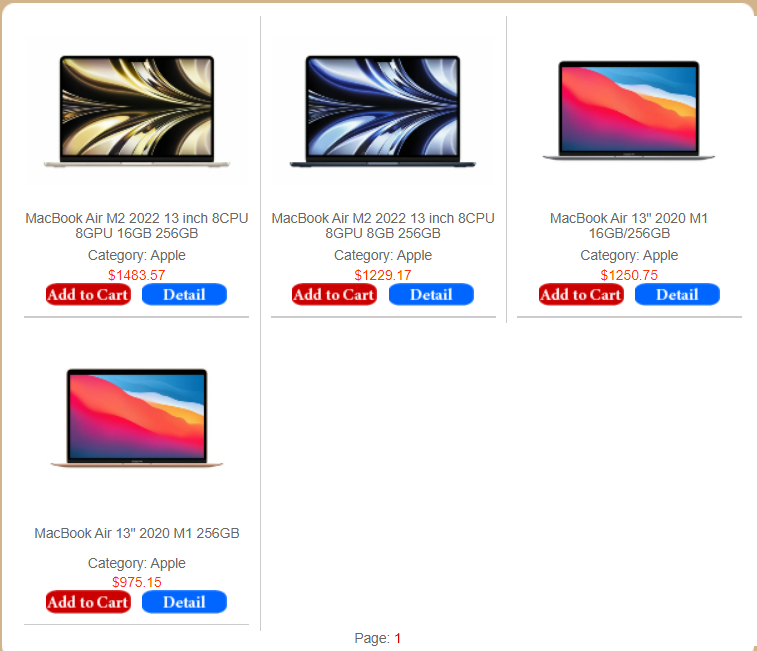 MacBook Air M2 2022 13 inch 8CPU
8GPU 16GB 256GB
Category: Apple
$1483.57
Add to Cart
Detail
MacBook Air M2 2022 13 inch 8CPU
8GPU 8GB 256GB
Category: Apple
$1229.17
Add to Cart
Detail
MacBook Air 13" 2020 M1
16GB/256GB
Category: Apple
$1250.75
Add to Cart
Detail
MacBook Air 13" 2020 M1 256GB
Category: Apple
$975.15
Add to Cart
Detail
Page: 1